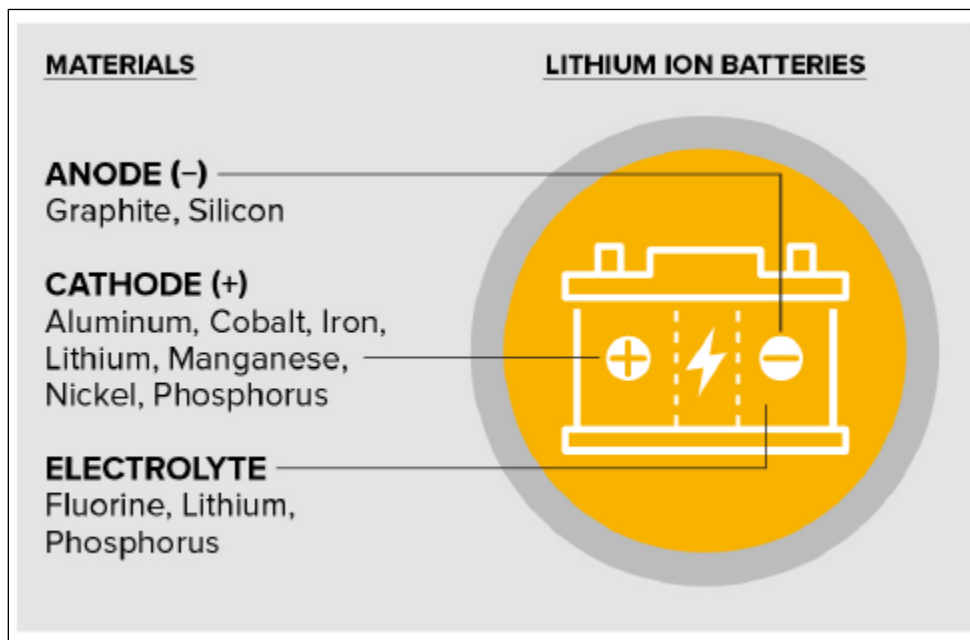 MATERIALS
LITHIUM ION BATTERIES
ANODE (–)
Graphite, Silicon
CATHODE (+)
Aluminum, Cobalt, Iron,
Lithium, Manganese,
Nickel, Phosphorus
ELECTROLYTE
Fluorine, Lithium,
Phosphorus